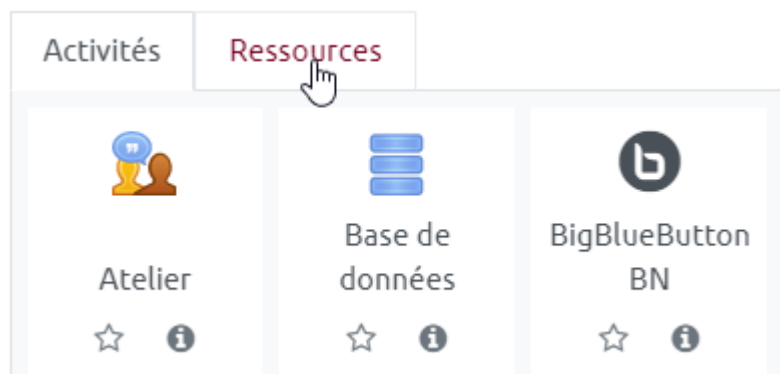 Activités Ressources
Base de BigBlueButton
Atelier données BN